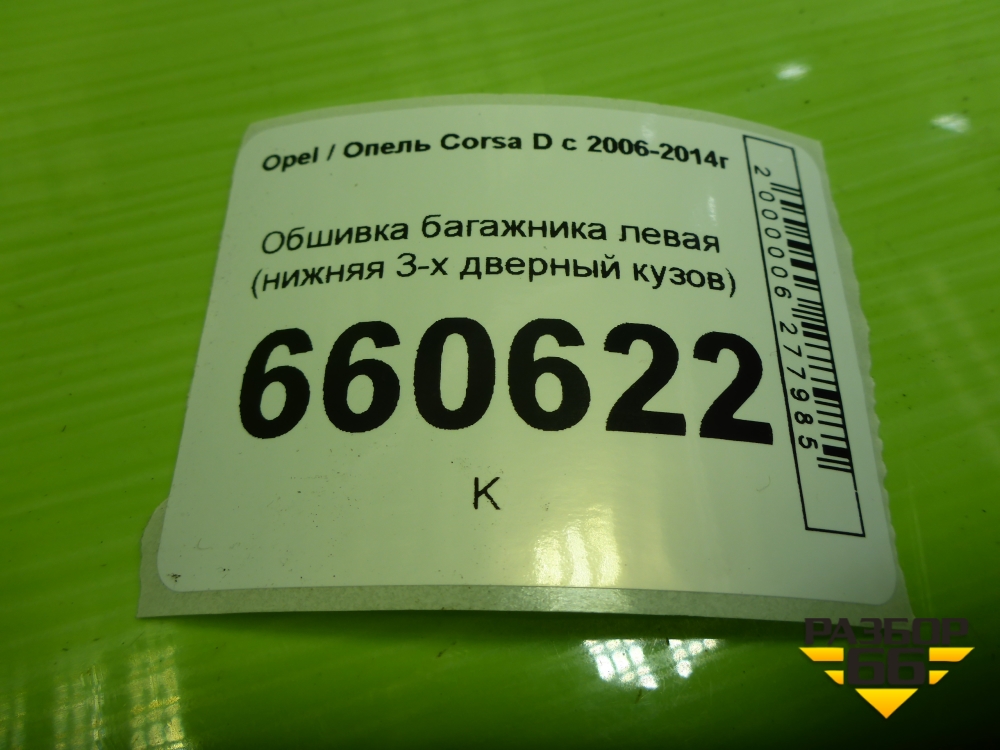 Opel / Опель Corsa D с 2006-2014г
Обшивка багажника левая
(нижняя 3-х дверный кузов)
660622
К
2000006277985
РАЗБОР
66